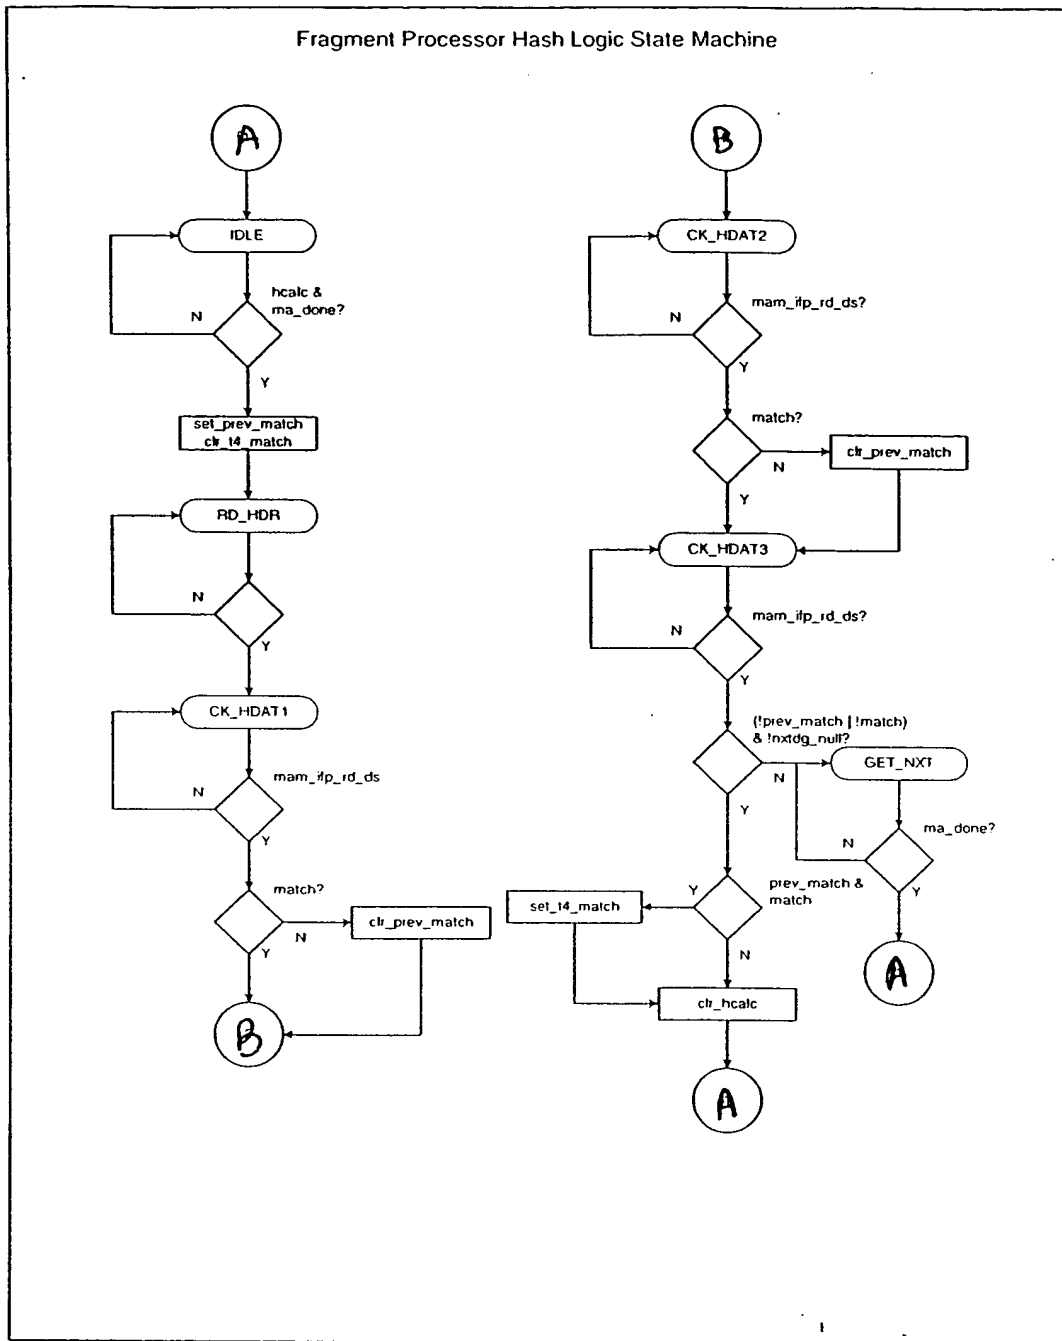 Fragment Processor Hash Logic State Machine
A
IDLE
hcalc &
ma_done?
N
Y
set_prev_match
clr_t4_match
RD_HDR
N
Y
CK_HDAT1
mam_ifp_rd_ds
N
Y
match?
N
clr_prev_match
Y
B
B
CK_HDAT2
mam_ifp_rd_ds?
N
Y
match?
N
clr_prev_match
Y
CK_HDAT3
mam_ifp_rd_ds?
N
Y
(!prev_match | !match)
& !nxtdg_null?
N
GET_NXT
Y
ma_done?
N
Y
A
prev_match &
match
Y
set_t4_match
N
clr_hcalc
A